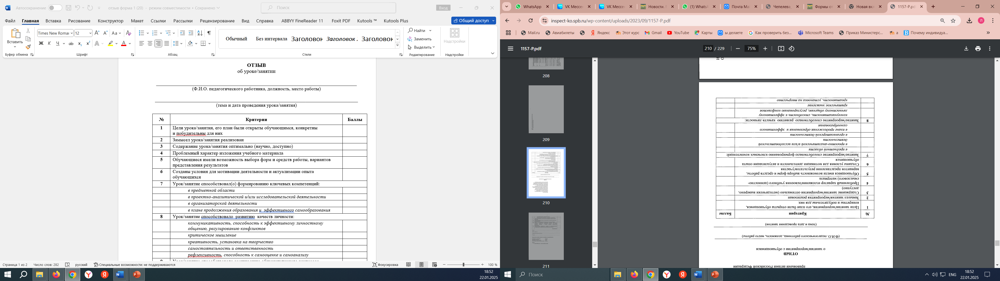 Автосохранение
отзыв форма 1 (20) - режим совместимости • Сохранено
Поиск
Вход
Файл Главная Вставка Рисование Конструктор Макет Ссылки Рассылки Рецензирование Вид Справка ABBYY FineReader 11 Foxit PDF Kutools ™ Kutools Plus
Общий доступ
Вставить
Times New Roman 12
Ж К Ч
Обычный Без интервала Заголовок Заголовок . Заголовок
Найти
Заменить
Выделить
Надстройки
Буфер обмена Шрифт Абзац Стили Редактирование Надстройки
ОТЗЫВ
об уроке/занятии
(Ф.И.О. педагогического работника, должность, место работы)
(тема и дата проведения урока/занятия)
№ Критерии Баллы
1 Цели урока/занятия, его план были открыты обучающимся, конкретны
и побудительны для них
2 Замысел урока/занятия реализован
3 Содержание урока/занятия оптимально (научно, доступно)
4 Проблемный характер изложения учебного материала
5 Обучающиеся имели возможность выбора форм и средств работы, вариантов
представления результатов
6 Созданы условия для мотивации деятельности и актуализации опыта
обучающихся
7 Урок/занятие способствовал(о) формированию ключевых компетенций:
в предметной области
в проектно-аналитической и/или исследовательской деятельности
в организаторской деятельности
в плане продолжения образования и эффективного самообразования
8 Урок/занятие способствовало развитию качеств личности:
коммуникативность, способность к эффективному личностному
общению, регулированию конфликтов
критическое мышление
креативность, установка на творчество
самостоятельность и ответственность
рефлексивность, способность к самооценке и самоанализу
Страница 1 из 2 Число слов: 282 русский Специальные возможности: не поддерживаются Фокусировка 100 %
18:52
22.01.2025
WhatsApp VK Мессе VK Мессе Новости. (1) WhatsA Почта Ma Чепелева Формы от Новая вкл 1157-P.pdf
inspect-ko.spb.ru/wp-content/uploads/2023/09/1157-P.pdf
Mail.ru Авиабилеты Яндекс Этот курс Gmail YouTube Карты ы делаете Как проверить без... Microsoft Teams Приказ Министерс... а Почему индивидуа...
1157-P.pdf
210 / 229 75%
208
209
210
211
креативность, установка на творчество
критическое мышление
коммуникативность, способность к эффективному
личностному общению, регулированию конфликтов
8 Занятие/мероприятие способствовало развитию качеств личности:
в плане продолжения образования и эффективного
самообразования
в организаторской деятельности
в проектно-аналитической и/или исследовательской
деятельности
в предметной области
7 Занятие/мероприятие способствовало формированию ключевых компетенций:
6 Созданы условия для мотивации деятельности и актуализации опыта
обучающихся
5 Обучающиеся имели возможность выбора форм и средств работы,
вариантов представления результатов/участия
4 Проблемный характер изложения/освоения учебного (ценностно-
смыслового) материала
3 Содержание занятия/мероприятия оптимально (методически выверено,
доступно)
2 Замысел занятия/мероприятия реализован
1 Цели занятия/мероприятия, его план были открыты обучающимся,
конкретны и побудительны для них
№ Критерии Баллы
(тема и дата проведения занятия)
(Ф.И.О. педагогического работника, должность, место работы)
о занятии/мероприятии с обучающимися
ОТЗЫВ
правовыми актами Российской Федерации
Поиск
ENG
18:52
22.01.2025